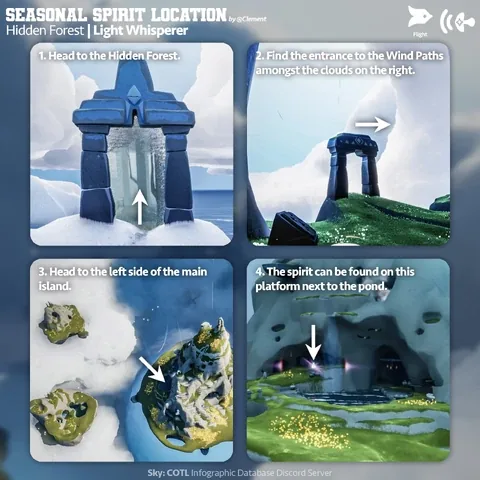 SEASONAL SPIRIT LOCATION by @Clement
Hidden Forest | Light Whisperer
Flight
1. Head to the Hidden Forest.
2. Find the entrance to the Wind Paths
amongst the clouds on the right.
3. Head to the left side of the main
island.
4. The spirit can be found on this
platform next to the pond.
Sky: COTL Infographic Database Discord Server